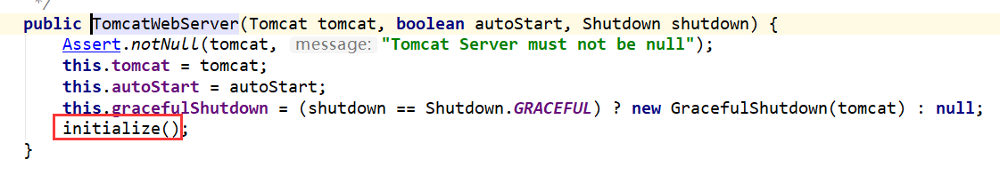 */
public TomcatWebServer(Tomcat tomcat, boolean autoStart, Shutdown shutdown) {
Assert.notNull(tomcat, message: "Tomcat Server must not be null");
this.tomcat = tomcat;
this.autoStart = autoStart;
this.gracefulShutdown = (shutdown == Shutdown.GRACEFUL) ? new GracefulShutdown(tomcat) : null;
initialize();
}